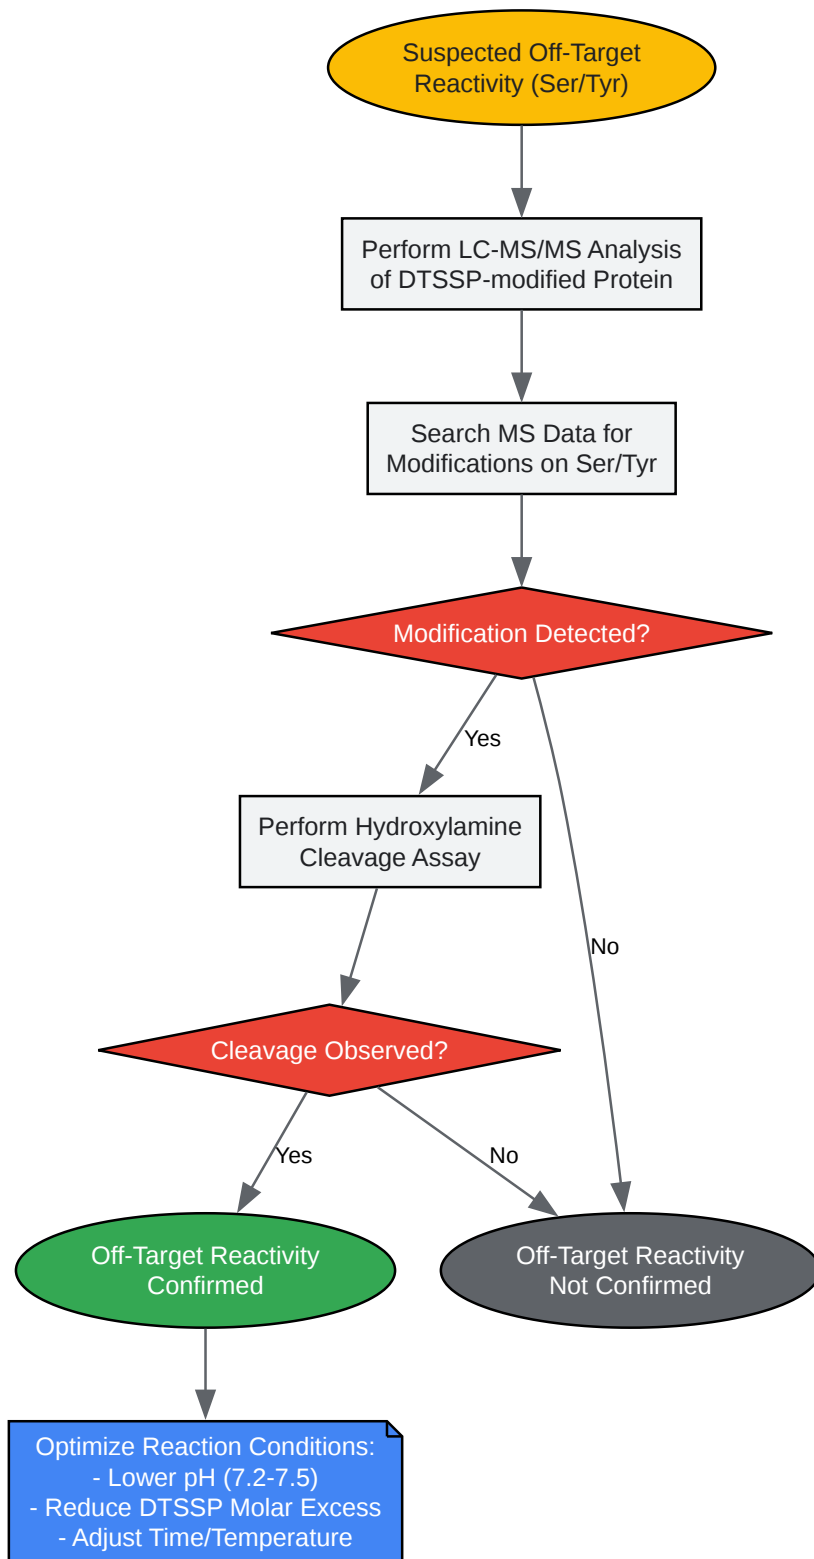 Suspected Off-Target
Reactivity (Ser/Tyr)
Perform LC-MS/MS Analysis
of DTSSP-modified Protein
Search MS Data for
Modifications on Ser/Tyr
Modification Detected?
Yes
Perform Hydroxylamine
Cleavage Assay
No
Cleavage Observed?
Yes
No
Off-Target Reactivity
Confirmed
Off-Target Reactivity
Not Confirmed
Optimize Reaction Conditions:
- Lower pH (7.2-7.5)
- Reduce DTSSP Molar Excess
- Adjust Time/Temperature